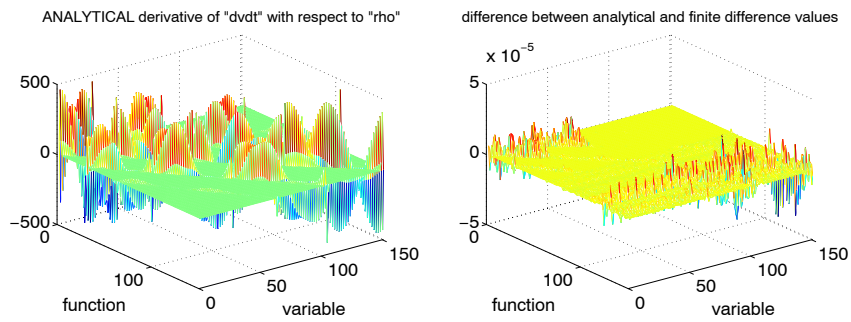 ANALYTICAL derivative of "dvdt" with respect to "rho"
500
0
−500
0
100
function
0
50
100
150
variable
difference between analytical and finite difference values
x 10⁻⁵
5
0
−5
0
100
function
0
50
100
150
variable